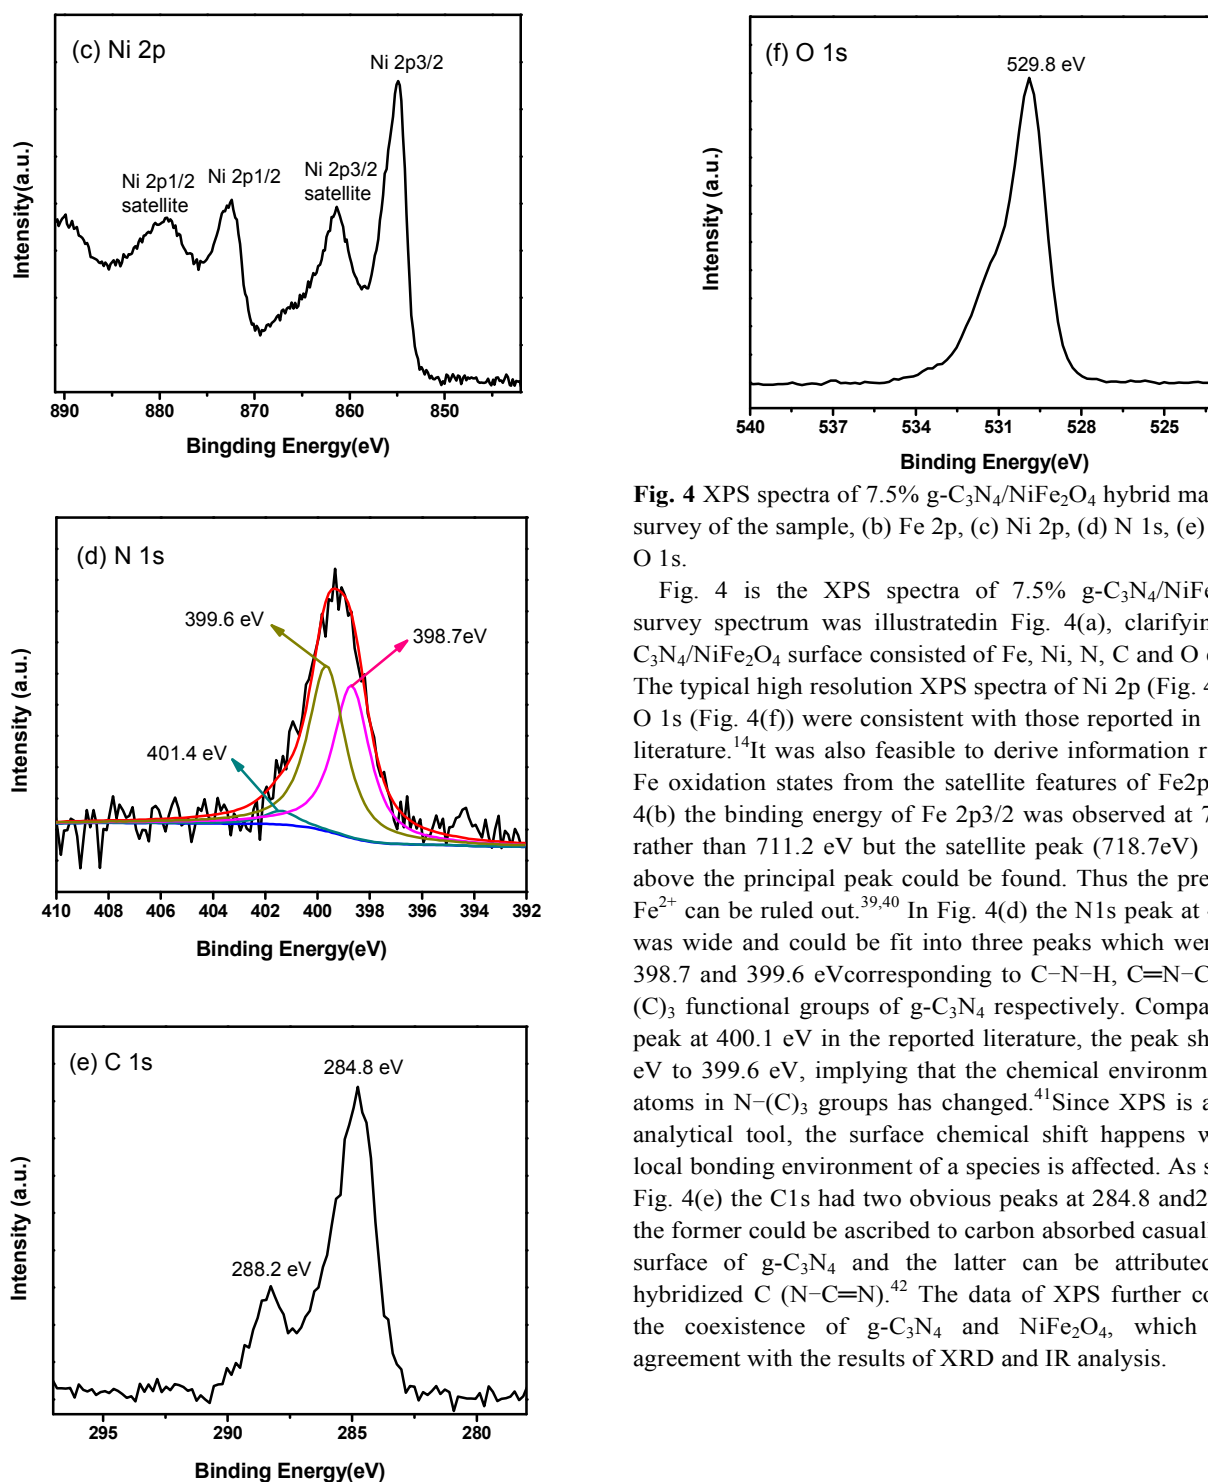 (c) Ni 2p
Ni 2p3/2
Ni 2p1/2
satellite
Ni 2p1/2
Ni 2p3/2
satellite
Intensity(a.u.)
890 880 870 860 850
Bingding Energy(eV)
(d) N 1s
399.6 eV
398.7eV
401.4 eV
Intensity (a.u.)
410 408 406 404 402 400 398 396 394 392
Binding Energy(eV)
(e) C 1s
284.8 eV
288.2 eV
Intensity (a.u.)
295 290 285 280
Binding Energy(eV)
(f) O 1s
529.8 eV
Intensity (a.u.)
540 537 534 531 528 525
Binding Energy(eV)
Fig. 4 XPS spectra of 7.5% g-C₃N₄/NiFe₂O₄ hybrid ma
survey of the sample, (b) Fe 2p, (c) Ni 2p, (d) N 1s, (e)
O 1s.
Fig. 4 is the XPS spectra of 7.5% g-C₃N₄/NiFe
survey spectrum was illustratedin Fig. 4(a), clarifyin
C₃N₄/NiFe₂O₄ surface consisted of Fe, Ni, N, C and O
The typical high resolution XPS spectra of Ni 2p (Fig. 4
O 1s (Fig. 4(f)) were consistent with those reported in
literature.¹⁴It was also feasible to derive information r
Fe oxidation states from the satellite features of Fe2p
4(b) the binding energy of Fe 2p3/2 was observed at 7
rather than 711.2 eV but the satellite peak (718.7eV)
above the principal peak could be found. Thus the pre
Fe²⁺ can be ruled out.³⁹,⁴⁰ In Fig. 4(d) the N1s peak at
was wide and could be fit into three peaks which wer
398.7 and 399.6 eVcorresponding to C−N−H, C═N−C
(C)₃ functional groups of g-C₃N₄ respectively. Compa
peak at 400.1 eV in the reported literature, the peak sh
eV to 399.6 eV, implying that the chemical environm
atoms in N−(C)₃ groups has changed.⁴¹Since XPS is a
analytical tool, the surface chemical shift happens w
local bonding environment of a species is affected. As s
Fig. 4(e) the C1s had two obvious peaks at 284.8 and2
the former could be ascribed to carbon absorbed casuall
surface of g-C₃N₄ and the latter can be attributed
hybridized C (N−C═N).⁴² The data of XPS further co
the coexistence of g-C₃N₄ and NiFe₂O₄, which
agreement with the results of XRD and IR analysis.